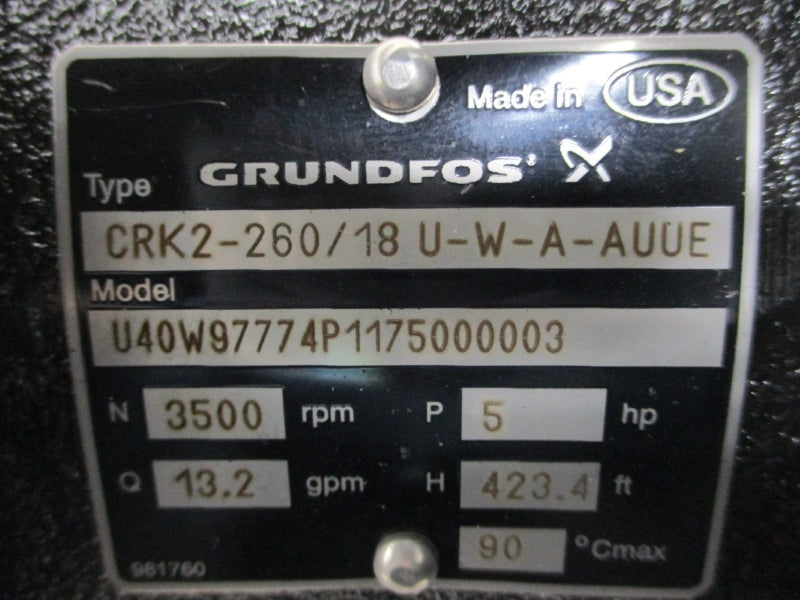 Made in USA
GRUNDFOS
Type
CRK2-260/18 U-W-A-AUUE
Model
U40W97774P1175000003
N 3500 rpm P 5 hp
Q 13.2 gpm H 423.4 ft
90 °Cmax
981760